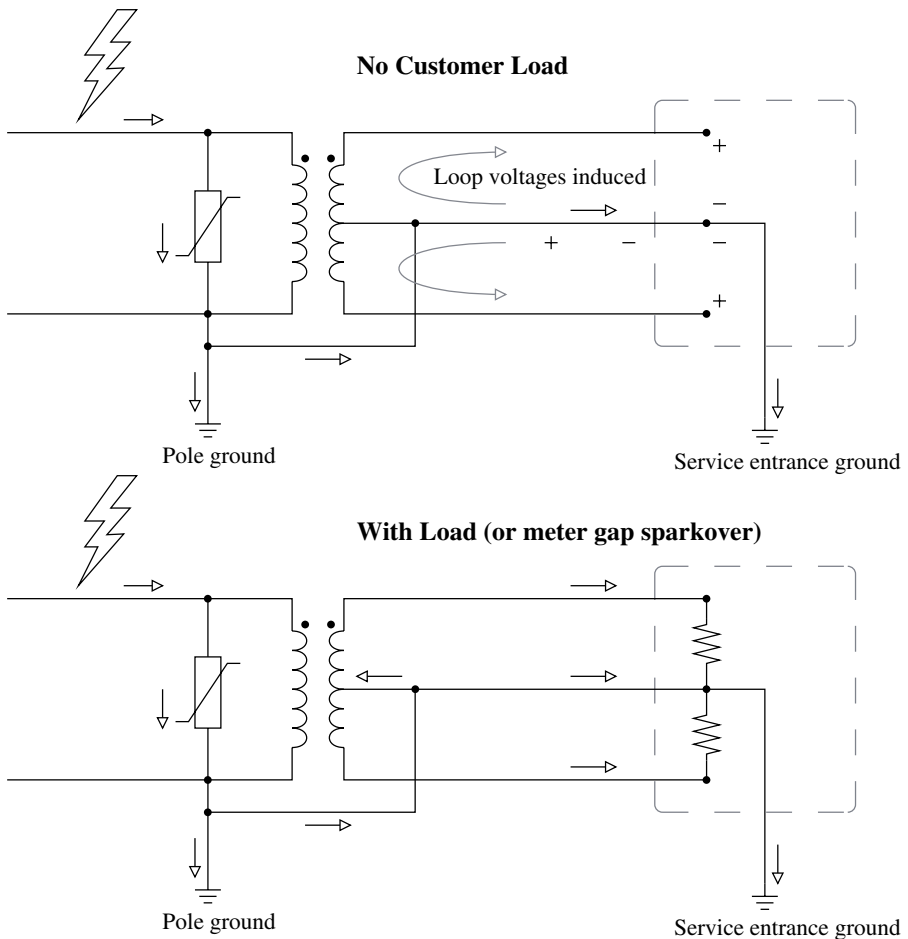 No Customer Load
+
Loop voltages induced
−
+ − −
+
Pole ground
Service entrance ground
With Load (or meter gap sparkover)
Pole ground
Service entrance ground